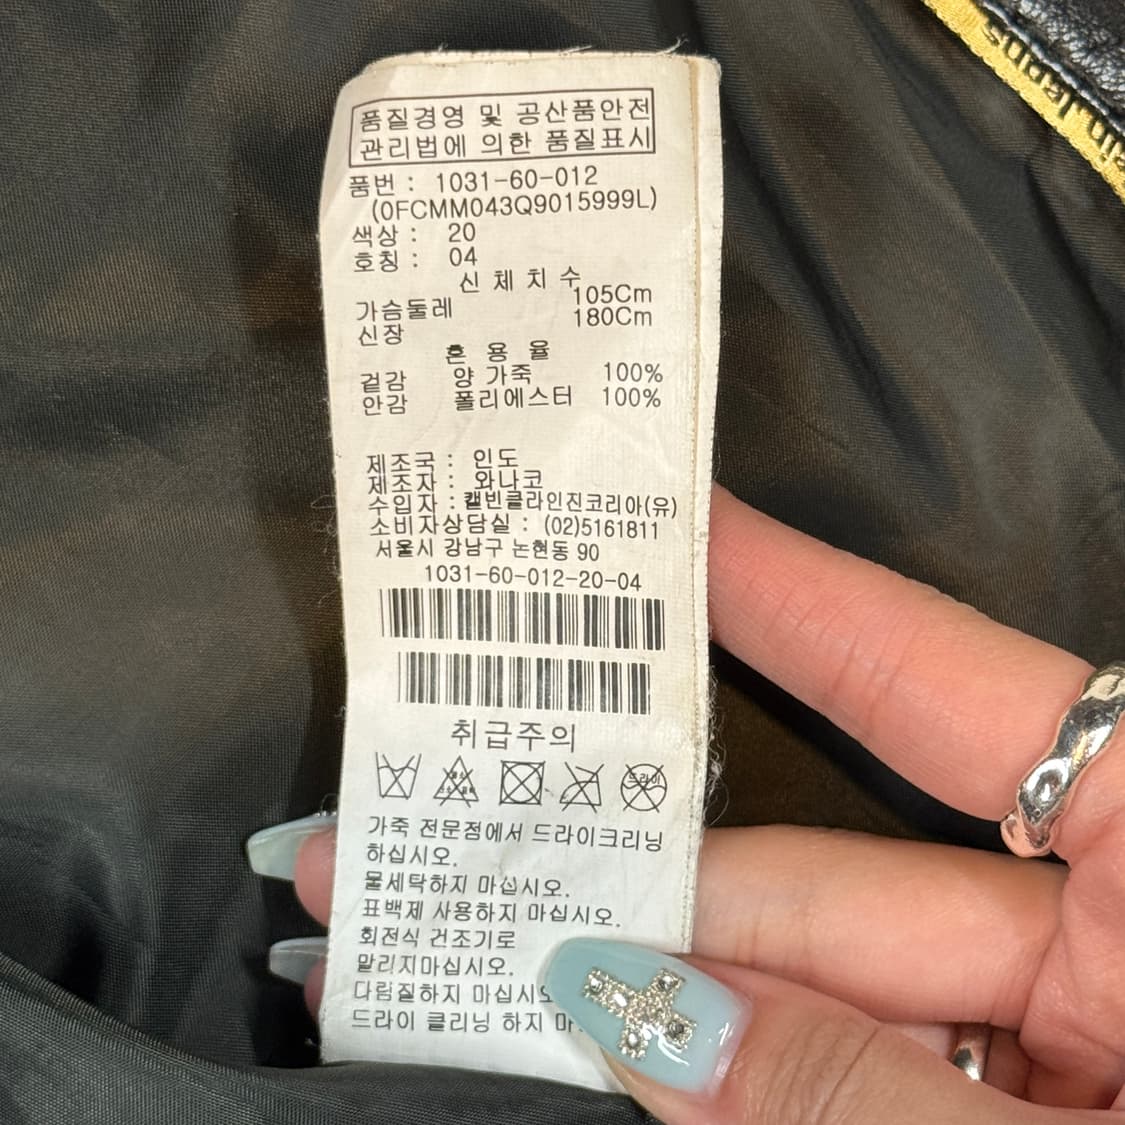 품질경영 및 공산품안전
관리법에 의한 품질표시
품번 : 1031-60-012
(0FCMM043Q9015999L)
색상 : 20
호칭 : 04
신 체 치 수
가슴둘레 105Cm
신장 180Cm
혼 용 율
겉감 양 가죽 100%
안감 폴리에스터 100%
제조국 : 인도
제조자 : 와나코
수입자 : 캘빈클라인진코리아(유)
소비자상담실 : (02)5161811
서울시 강남구 논현동 90
1031-60-012-20-04
취급주의
드라이
가죽 전문점에서 드라이크리닝
하십시오.
물세탁하지 마십시오.
표백제 사용하지 마십시오.
회전식 건조기로
말리지마십시오.
다림질하지 마십시오
드라이 클리닝 하지 마
Jeans